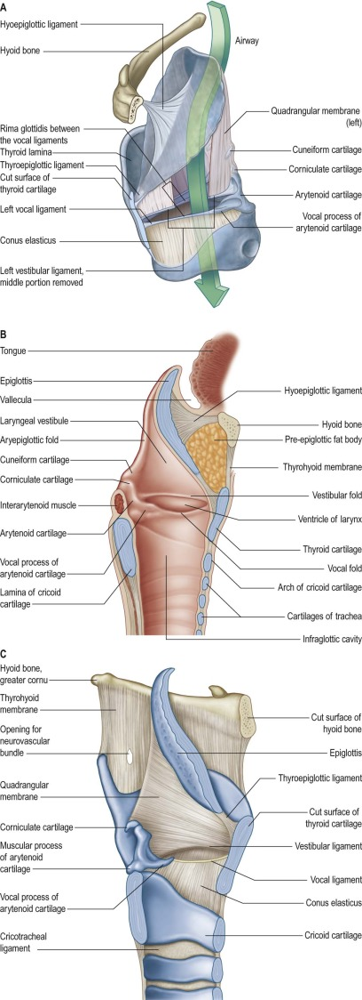 A
Hyoepiglottic ligament
Hyoid bone
Airway
Rima glottidis between
the vocal ligaments
Thyroid lamina
Thyroepiglottic ligament
Cut surface of
thyroid cartilage
Left vocal ligament
Conus elasticus
Left vestibular ligament,
middle portion removed
Quadrangular membrane
(left)
Cuneiform cartilage
Corniculate cartilage
Arytenoid cartilage
Vocal process of
arytenoid cartilage
B
Tongue
Epiglottis
Vallecula
Laryngeal vestibule
Aryepiglottic fold
Cuneiform cartilage
Corniculate cartilage
Interarytenoid muscle
Arytenoid cartilage
Vocal process of
arytenoid cartilage
Lamina of cricoid
cartilage
Hyoepiglottic ligament
Hyoid bone
Pre-epiglottic fat body
Thyrohyoid membrane
Vestibular fold
Ventricle of larynx
Thyroid cartilage
Vocal fold
Arch of cricoid cartilage
Cartilages of trachea
Infraglottic cavity
C
Hyoid bone,
greater cornu
Thyrohyoid
membrane
Opening for
neurovascular
bundle
Quadrangular
membrane
Corniculate cartilage
Muscular process
of arytenoid
cartilage
Vocal process of
arytenoid cartilage
Cricotracheal
ligament
Cut surface of
hyoid bone
Epiglottis
Thyroepiglottic ligament
Cut surface of
thyroid cartilage
Vestibular ligament
Vocal ligament
Conus elasticus
Cricoid cartilage